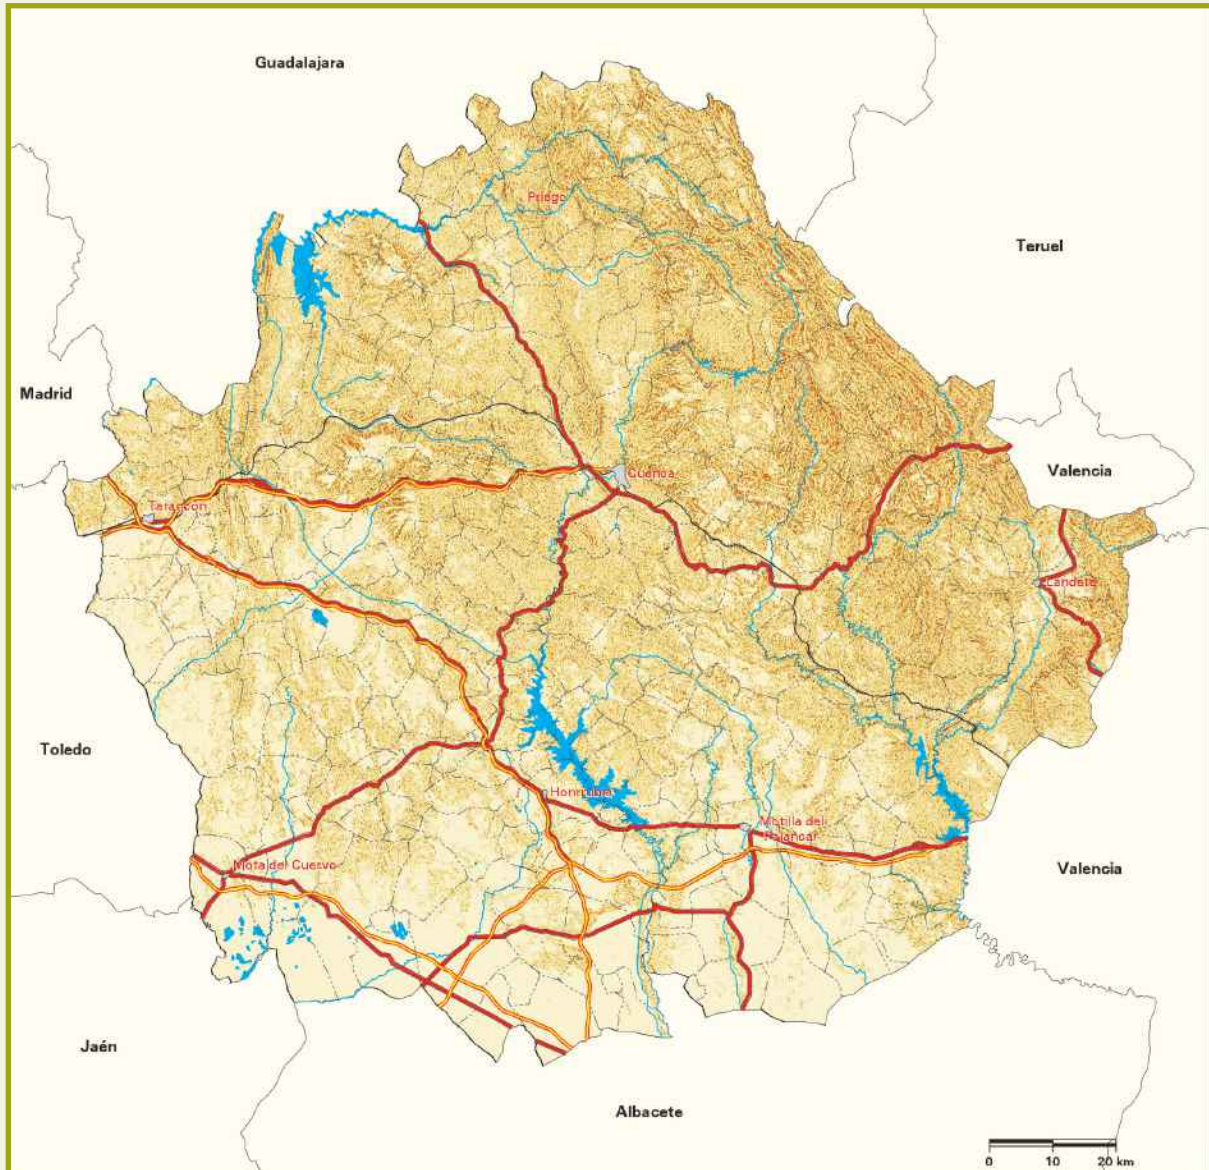 Guadalajara
Priego
Teruel
Madrid
Valencia
Cuenca
Tarancón
Landete
Toledo
Honrubia
Motilla del
Palancar
Mota del Cuervo
Valencia
Jaén
Albacete
0 10 20 km